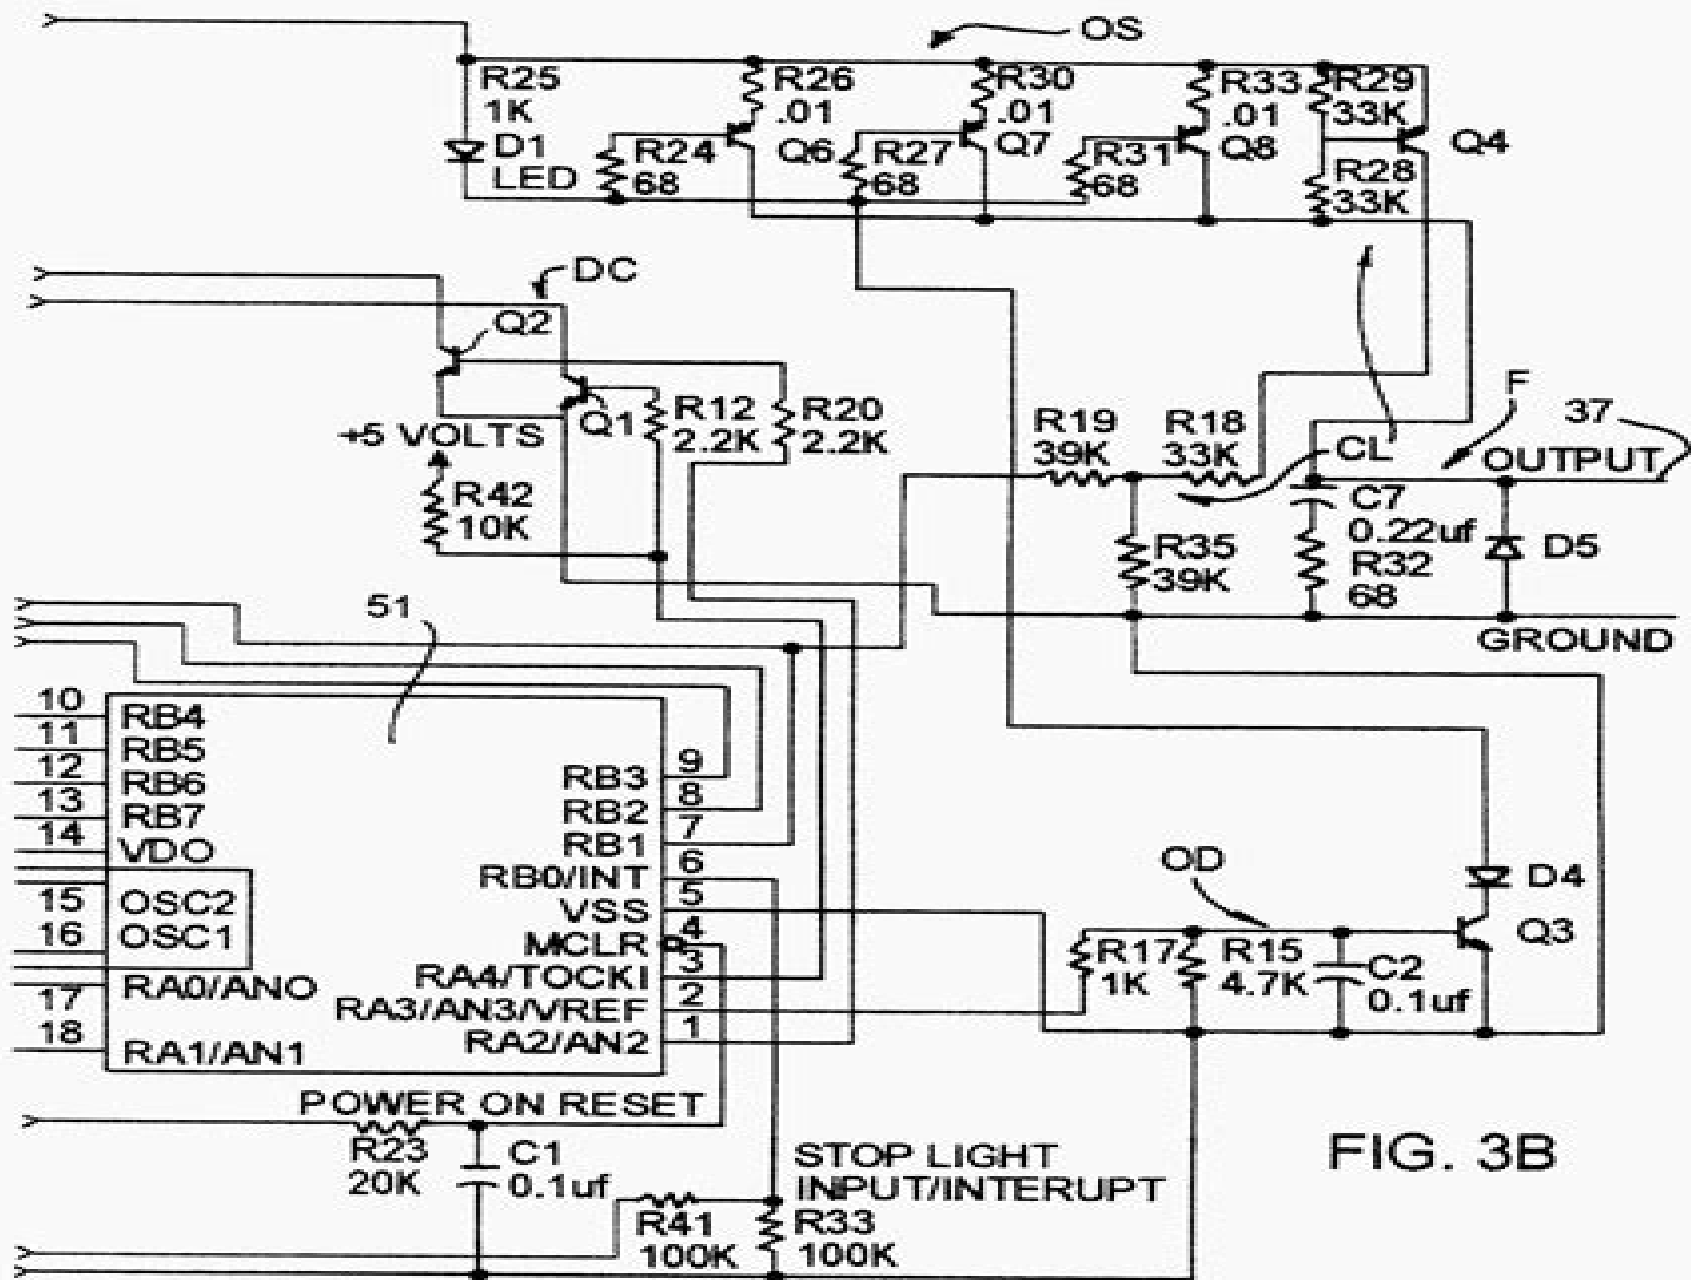 OS
R25
1K
D1
LED
R26
.01
R24
68
Q6
R30
.01
R27
68
Q7
R33
.01
R31
68
Q8
R29
33K
R28
33K
Q4
DC
Q2
Q1
+5 VOLTS
R12
2.2K
R20
2.2K
R42
10K
R19
39K
R18
33K
CL
F
37
OUTPUT
C7
0.22uf
R35
39K
R32
68
D5
GROUND
51
10
RB4
11
RB5
12
RB6
13
RB7
14
VDO
15
OSC2
16
OSC1
RA0/ANO
17
18
RA1/AN1
RB3
9
RB2
8
RB1
7
RB0/INT
6
VSS
5
MCLR
4
RA4/TOCKI
3
RA3/AN3/VREF
2
RA2/AN2
1
OD
D4
Q3
R17
1K
R15
4.7K
C2
0.1uf
POWER ON RESET
R23
20K
C1
0.1uf
STOP LIGHT
INPUT/INTERUPT
R41
100K
R33
100K
FIG. 3B